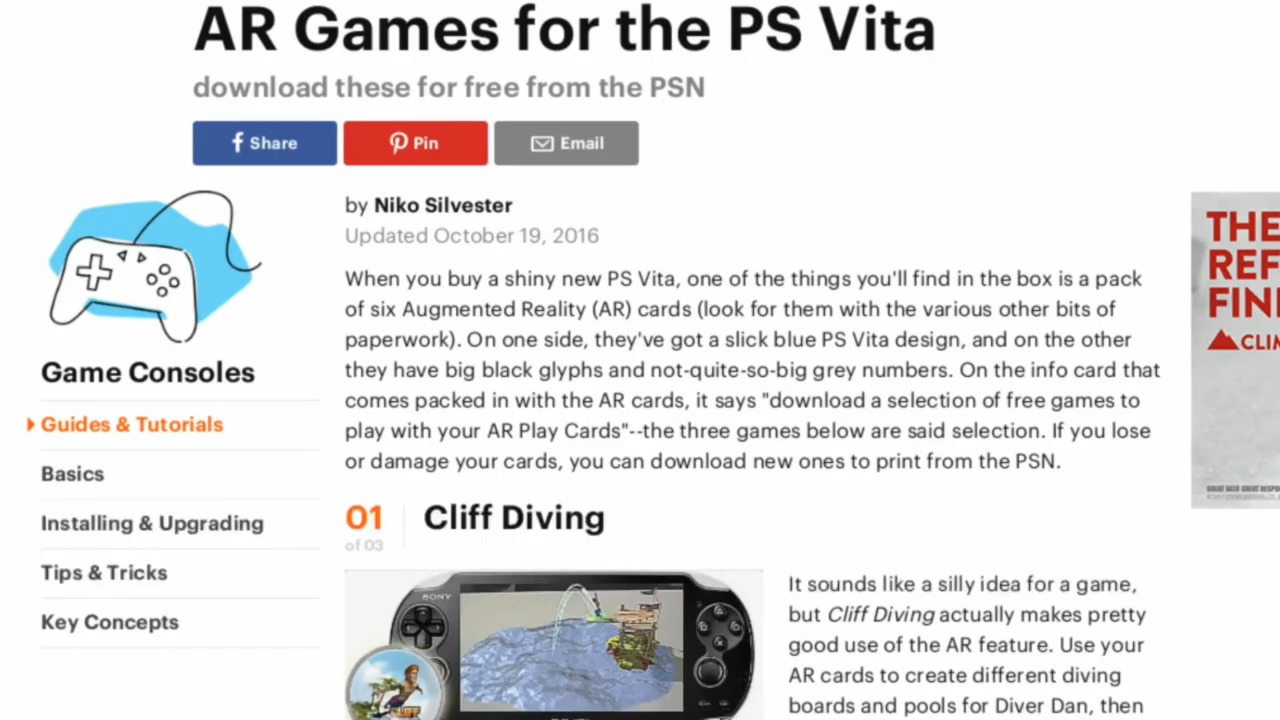 AR Games for the PS Vita
download these for free from the PSN
Share
Pin
Email
by Niko Silvester
Updated October 19, 2016
When you buy a shiny new PS Vita, one of the things you'll find in the box is a pack
of six Augmented Reality (AR) cards (look for them with the various other bits of
paperwork). On one side, they've got a slick blue PS Vita design, and on the other
they have big black glyphs and not-quite-so-big grey numbers. On the info card that
comes packed in with the AR cards, it says "download a selection of free games to
play with your AR Play Cards"--the three games below are said selection. If you lose
or damage your cards, you can download new ones to print from the PSN.
Game Consoles
Guides & Tutorials
Basics
Installing & Upgrading
Tips & Tricks
Key Concepts
01
of 03
Cliff Diving
SONY
CLIFF
It sounds like a silly idea for a game,
but Cliff Diving actually makes pretty
good use of the AR feature. Use your
AR cards to create different diving
boards and pools for Diver Dan, then
THE
REF
FIN
CLIM